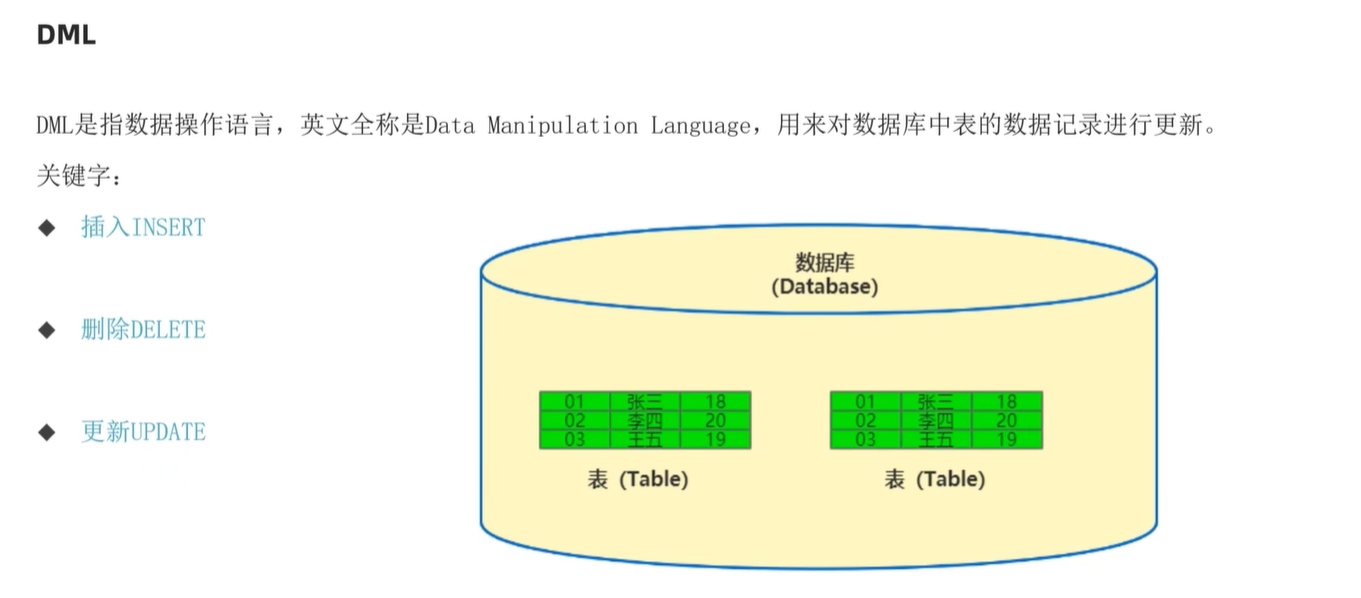 DML
DML是指数据操作语言，英文全称是Data Manipulation Language，用来对数据库中表的数据记录进行更新。
关键字：
◆ 插入INSERT
◆ 删除DELETE
◆ 更新UPDATE
数据库
(Database)
01 张三 18
02 李四 20
03 王五 19
表 (Table)
01 张三 18
02 李四 20
03 王五 19
表 (Table)